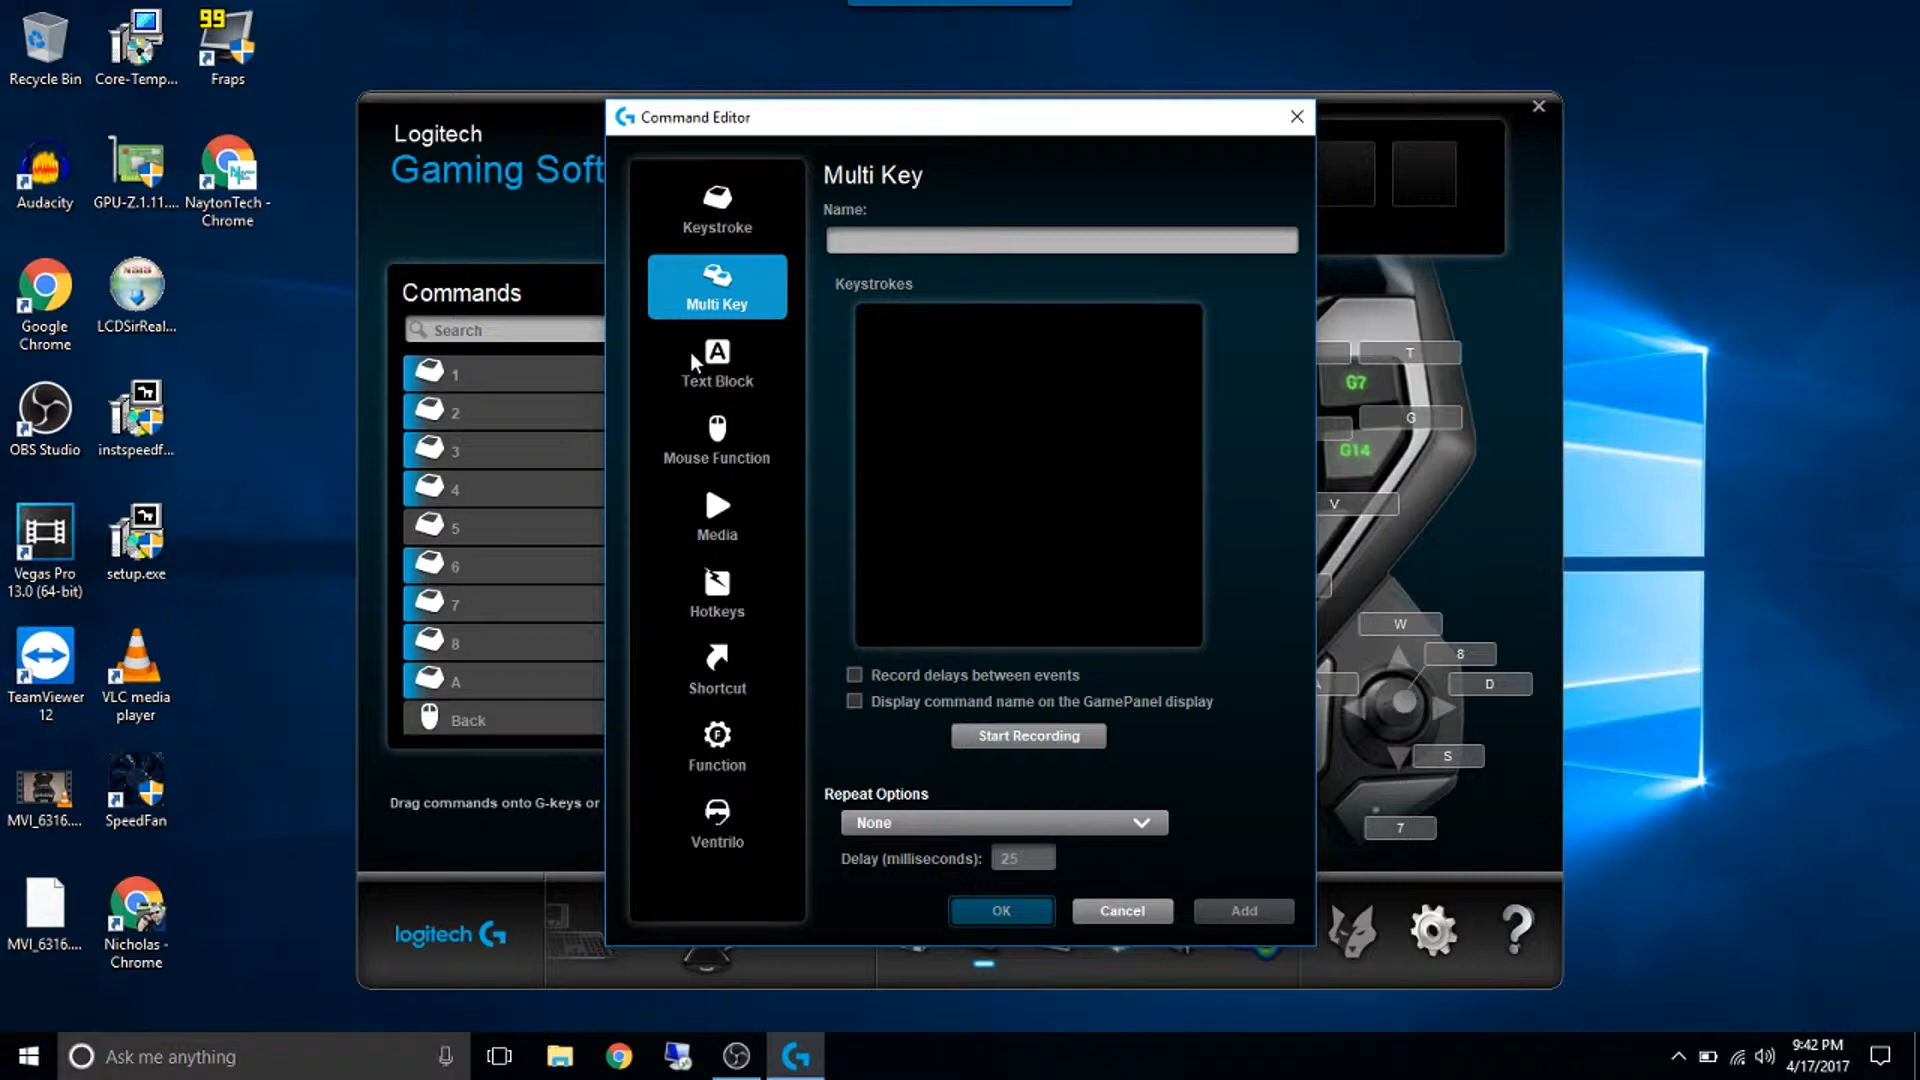 Recycle Bin
Core-Temp...
99
Fraps
Audacity
GPU-Z.1.11....
NaytonTech -
Chrome
Google
Chrome
LCDSirReal...
NSIS
OBS Studio
instspeedf...
Vegas Pro
13.0 (64-bit)
setup.exe
TeamViewer
12
VLC media
player
MVI_6316....
SpeedFan
MVI_6316....
Nicholas -
Chrome
Logitech
Gaming Soft
Commands
Search
1
2
3
4
5
6
7
8
A
Back
Drag commands onto G-keys or
logitech
Command Editor
Keystroke
Multi Key
A
Text Block
Mouse Function
Media
Hotkeys
Shortcut
F
Function
Ventrilo
Multi Key
Name:
Keystrokes
Record delays between events
Display command name on the GamePanel display
Start Recording
Repeat Options
None
Delay (milliseconds):
25
OK
Cancel
Add
T
G7
G
G14
V
W
8
A
D
S
7
?
Ask me anything
9:42 PM
4/17/2017